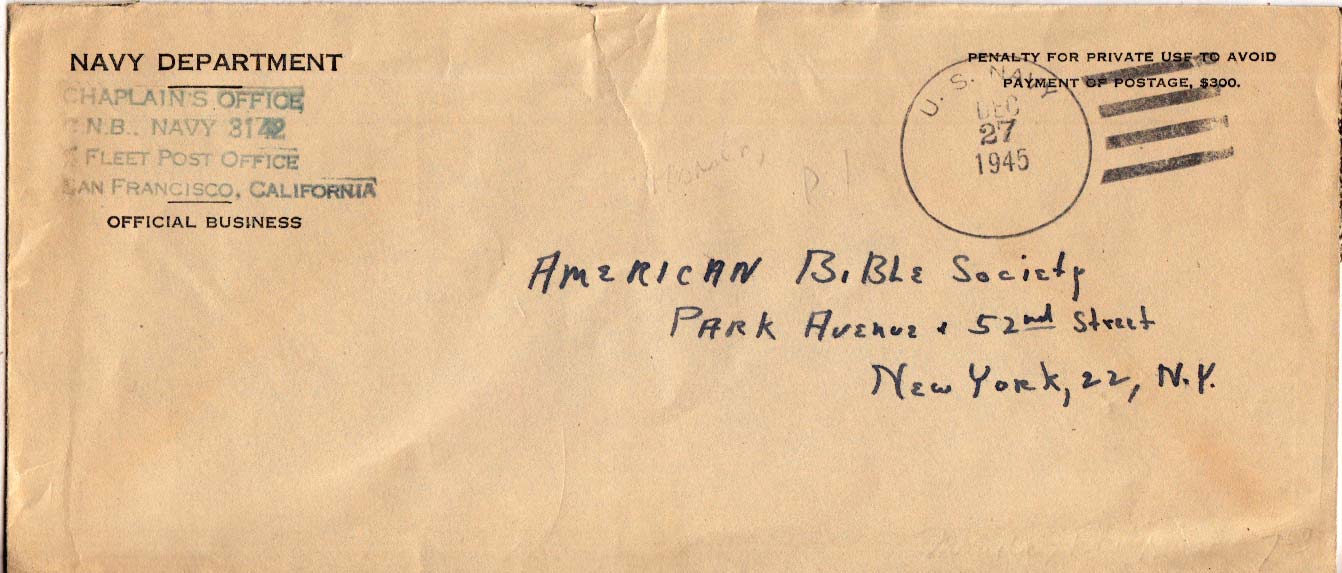 NAVY DEPARTMENT
CHAPLAIN'S OFFICE,
N.B., NAVY 3142
FLEET POST OFFICE
SAN FRANCISCO, CALIFORNIA
OFFICIAL BUSINESS
PENALTY FOR PRIVATE USE TO AVOID
PAYMENT OF POSTAGE, $300.
U. S. NAVY
DEC
27
1945
P. I
AMERICAN BiBLE Society
PARK Avenue + 52nd Street
New York, 22, N.Y.